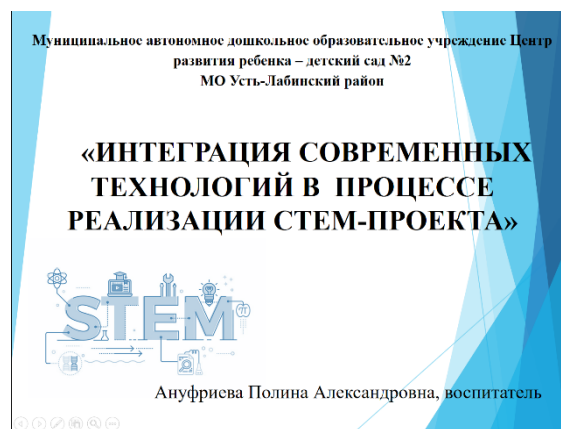 Муниципальное автономное дошкольное образовательное учреждение Центр
развития ребенка – детский сад №2
МО Усть-Лабинский район
«ИНТЕГРАЦИЯ СОВРЕМЕННЫХ
ТЕХНОЛОГИЙ В ПРОЦЕССЕ
РЕАЛИЗАЦИИ СТЕМ-ПРОЕКТА»
STEM
Ануфриева Полина Александровна, воспитатель